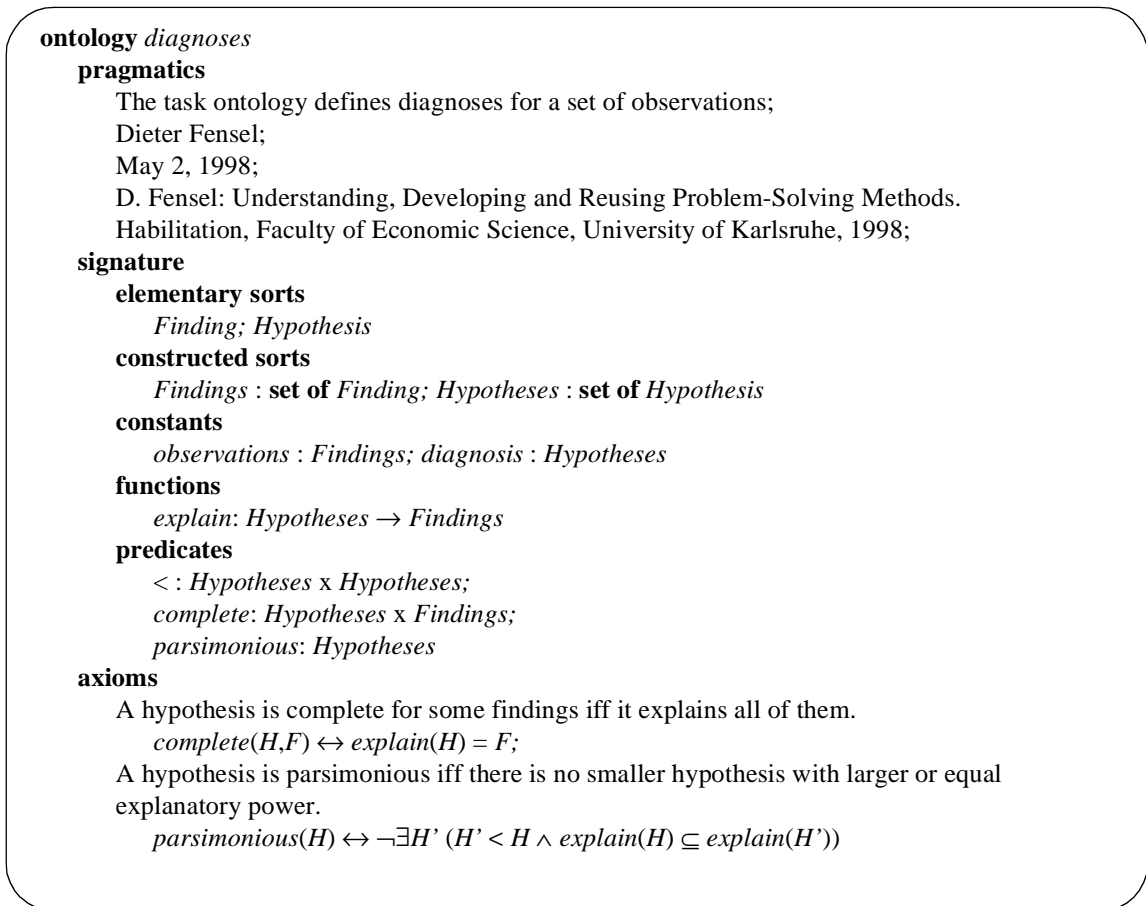 ontology diagnoses
pragmatics
The task ontology defines diagnoses for a set of observations;
Dieter Fensel;
May 2, 1998;
D. Fensel: Understanding, Developing and Reusing Problem-Solving Methods.
Habilitation, Faculty of Economic Science, University of Karlsruhe, 1998;
signature
elementary sorts
Finding; Hypothesis
constructed sorts
Findings : set of Finding; Hypotheses : set of Hypothesis
constants
observations : Findings; diagnosis : Hypotheses
functions
explain: Hypotheses → Findings
predicates
< : Hypotheses x Hypotheses;
complete: Hypotheses x Findings;
parsimonious: Hypotheses
axioms
A hypothesis is complete for some findings iff it explains all of them.
complete(H,F) ↔ explain(H) = F;
A hypothesis is parsimonious iff there is no smaller hypothesis with larger or equal
explanatory power.
parsimonious(H) ↔ ¬∃H’ (H’ < H ∧ explain(H) ⊆ explain(H’))